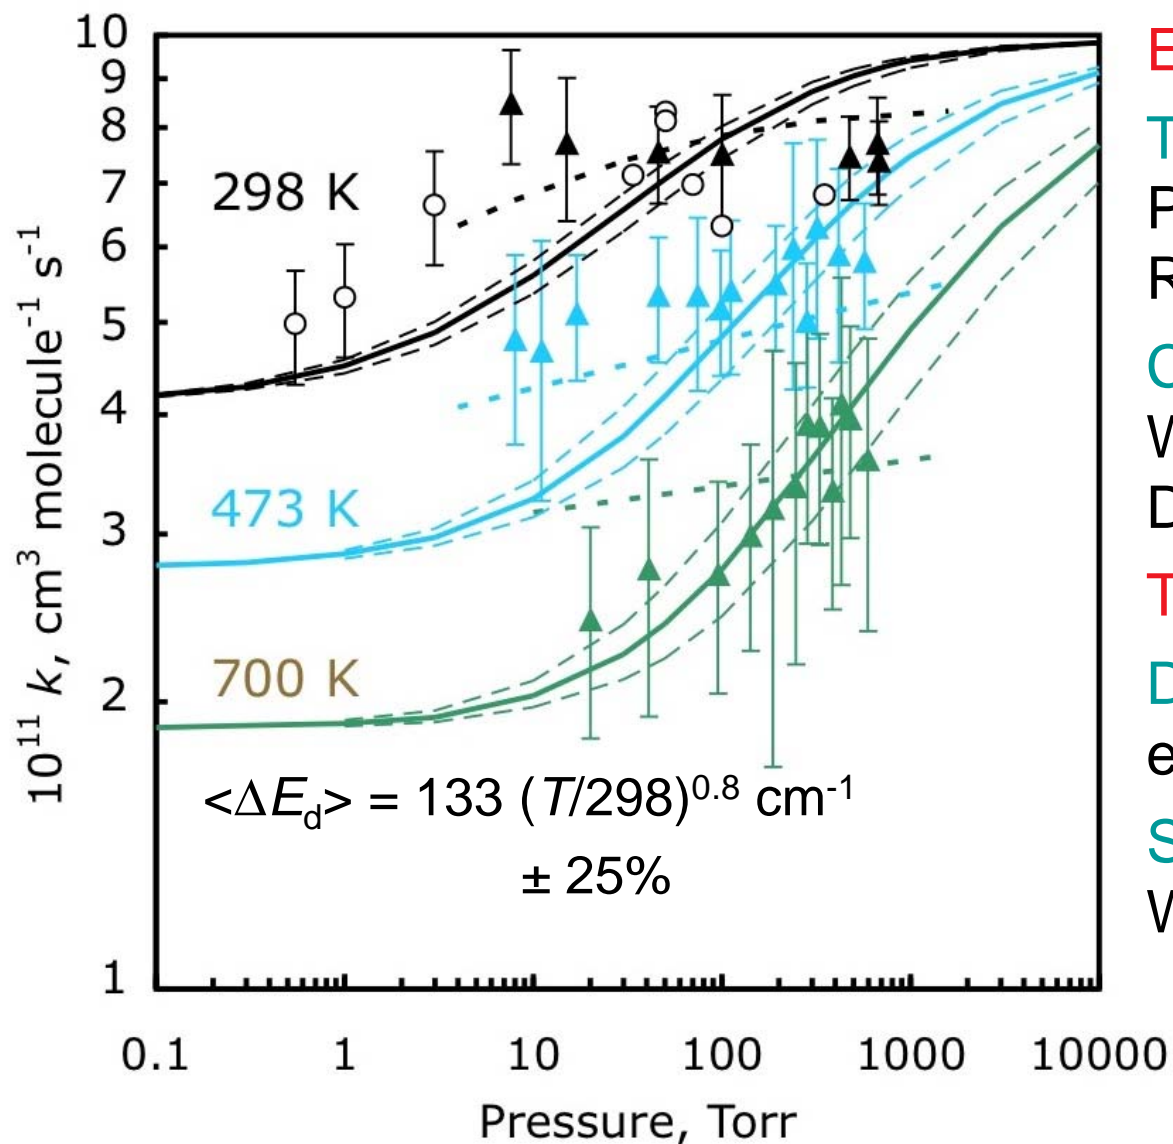 10
9
8
7
6
5
4
3
2
1
10¹¹ k, cm³ molecule⁻¹ s⁻¹
298 K
473 K
700 K
<ΔE_d> = 133 (T/298)^0.8 cm⁻¹
± 25%
0.1 1 10 100 1000 10000
Pressure, Torr
E
T
P
R
C
V
D
T
D
e
S
V